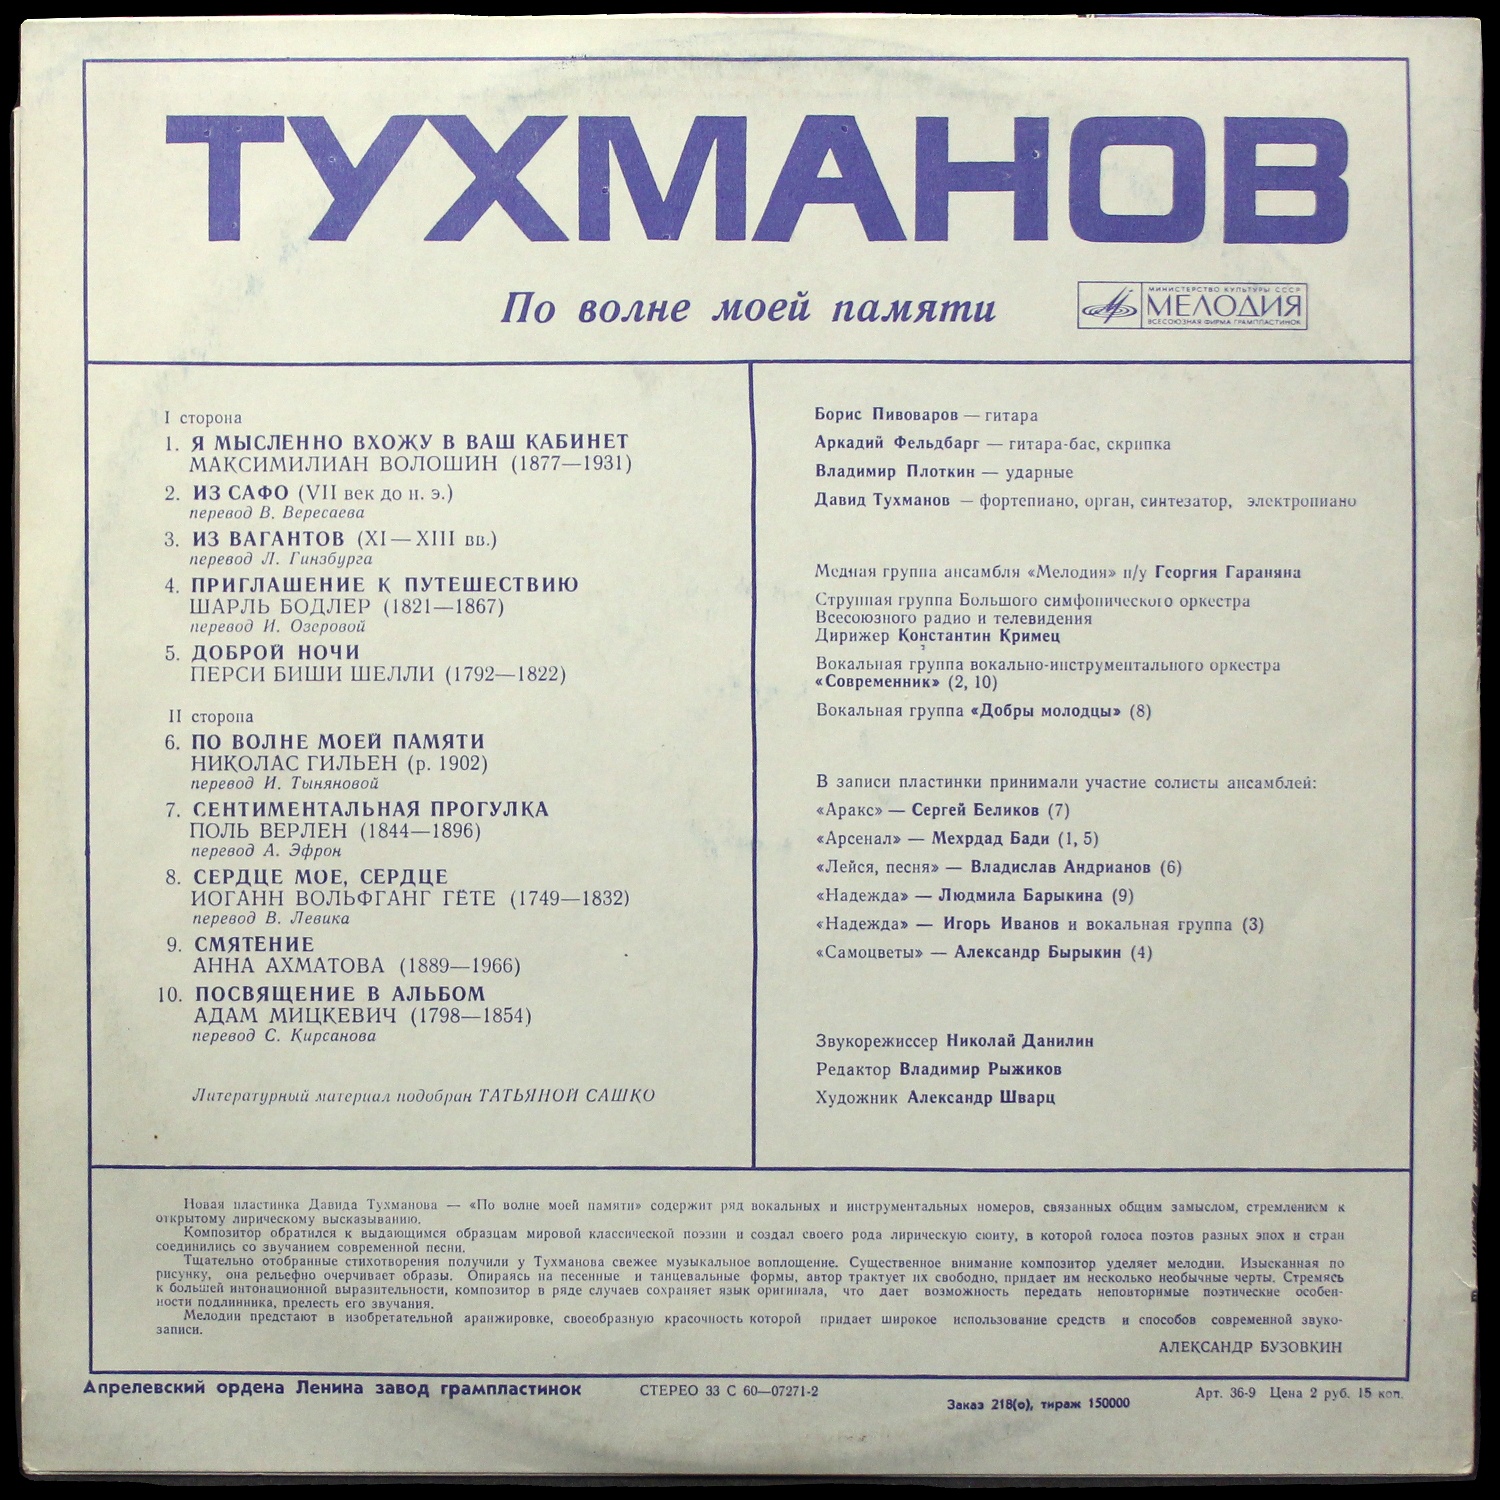 ТУХМАНОВ
По волне моей памяти
МИНИСТЕРСТВО КУЛЬТУРЫ СССР
МЕЛОДИЯ
ВСЕСОЮЗНАЯ ФИРМА ГРАМПЛАСТИНОК
I сторона
1. Я МЫСЛЕННО ВХОЖУ В ВАШ КАБИНЕТ
МАКСИМИЛИАН ВОЛОШИН (1877—1931)
2. ИЗ САФО (VII век до н. э.)
перевод В. Вересаева
3. ИЗ ВАГАНТОВ (XI—XIII вв.)
перевод Л. Гинзбурга
4. ПРИГЛАШЕНИЕ К ПУТЕШЕСТВИЮ
ШАРЛЬ БОДЛЕР (1821—1867)
перевод И. Озеровой
5. ДОБРОЙ НОЧИ
ПЕРСИ БИШИ ШЕЛЛИ (1792—1822)
II сторона
6. ПО ВОЛНЕ МОЕЙ ПАМЯТИ
НИКОЛАС ГИЛЬЕН (р. 1902)
перевод И. Тыняновой
7. СЕНТИМЕНТАЛЬНАЯ ПРОГУЛКА
ПОЛЬ ВЕРЛЕН (1844—1896)
перевод А. Эфрон
8. СЕРДЦЕ МОЕ, СЕРДЦЕ
ИОГАНН ВОЛЬФГАНГ ГЁТЕ (1749—1832)
перевод В. Левика
9. СМЯТЕНИЕ
АННА АХМАТОВА (1889—1966)
10. ПОСВЯЩЕНИЕ В АЛЬБОМ
АДАМ МИЦКЕВИЧ (1798—1854)
перевод С. Кирсанова
Литературный материал подобран ТАТЬЯНОЙ САШКО
Борис Пивоваров — гитара
Аркадий Фельдбарг — гитара-бас, скрипка
Владимир Плоткин — ударные
Давид Тухманов — фортепиано, орган, синтезатор, электропиано
Медная группа ансамбля «Мелодия» п/у Георгия Гараняна
Струнная группа Большого симфонического оркестра
Всесоюзного радио и телевидения
Дирижер Константин Кримец
Вокальная группа вокально-инструментального оркестра
«Современник» (2, 10)
Вокальная группа «Добры молодцы» (8)
В записи пластинки принимали участие солисты ансамблей:
«Аракс» — Сергей Беликов (7)
«Арсенал» — Мехрдад Бади (1, 5)
«Лейся, песня» — Владислав Андрианов (6)
«Надежда» — Людмила Барыкина (9)
«Надежда» — Игорь Иванов и вокальная группа (3)
«Самоцветы» — Александр Бырыкин (4)
Звукорежиссер Николай Данилин
Редактор Владимир Рыжиков
Художник Александр Шварц
Новая пластинка Давида Тухманова — «По волне моей памяти» содержит ряд вокальных и инструментальных номеров, связанных общим замыслом, стремлением к
открытому лирическому высказыванию.
Композитор обратился к выдающимся образцам мировой классической поэзии и создал своего рода лирическую сюиту, в которой голоса поэтов разных эпох и стран
соединились со звучанием современной песни.
Тщательно отобранные стихотворения получили у Тухманова свежее музыкальное воплощение. Существенное внимание композитор уделяет мелодии. Изысканная по
рисунку, она рельефно очерчивает образы. Опираясь на песенные и танцевальные формы, автор трактует их свободно, придает им несколько необычные черты. Стремясь
к большей интонационной выразительности, композитор в ряде случаев сохраняет язык оригинала, что дает возможность передать неповторимые поэтические особен-
ности подлинника, прелесть его звучания.
Мелодии предстают в изобретательной аранжировке, своеобразную красочность которой придает широкое использование средств и способов современной звуко-
записи.
АЛЕКСАНДР БУЗОВКИН
Апрелевский ордена Ленина завод грампластинок
СТЕРЕО 33 С 60—07271-2
Заказ 218(о), тираж 150000
Арт. 36-9 Цена 2 руб. 15 коп.